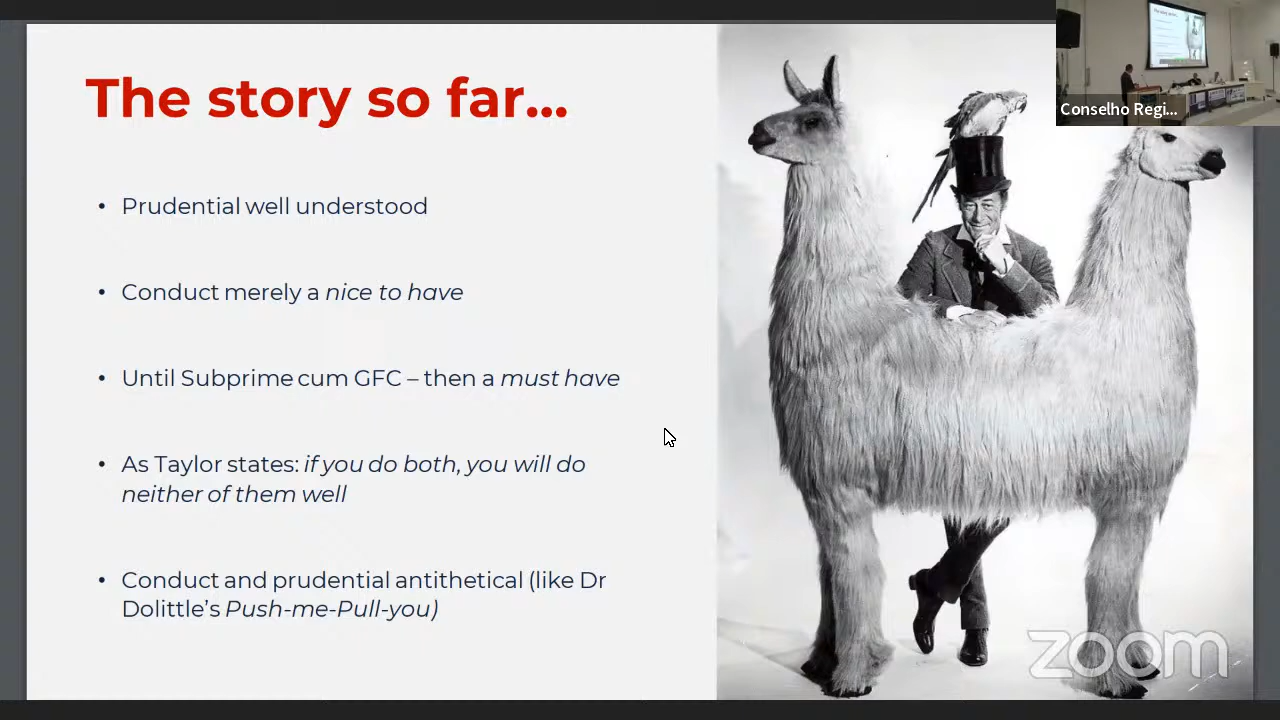 The story so far...
• Prudential well understood
• Conduct merely a nice to have
• Until Subprime cum GFC – then a must have
• As Taylor states: if you do both, you will do
neither of them well
• Conduct and prudential antithetical (like Dr
Dolittle's Push-me-Pull-you)
Conselho Regi...
zoom